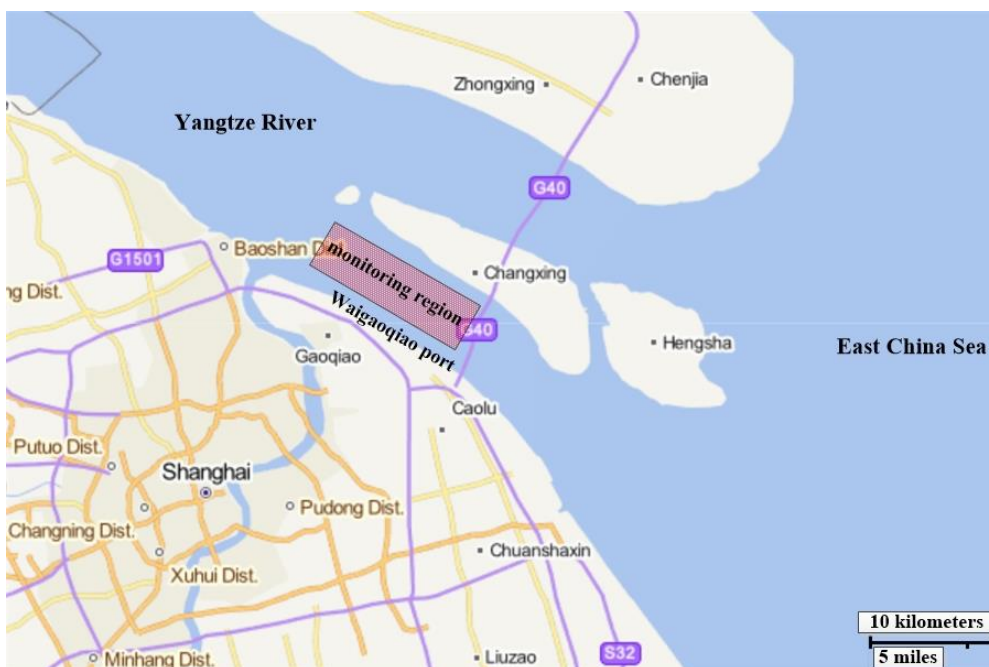 Zhongxing
Chenjia
Yangtze River
G40
Baoshan Dist.
G1501
monitoring region
Changxing
ng Dist.
Waigaoqiao port
G40
Hengsha
East China Sea
Gaoqiao
Caolu
Putuo Dist.
Shanghai
Pudong Dist.
Changning Dist.
Chuanshaxin
Xuhui Dist.
10 kilometers
S32
5 miles
Minhang Dist.
Liuzao